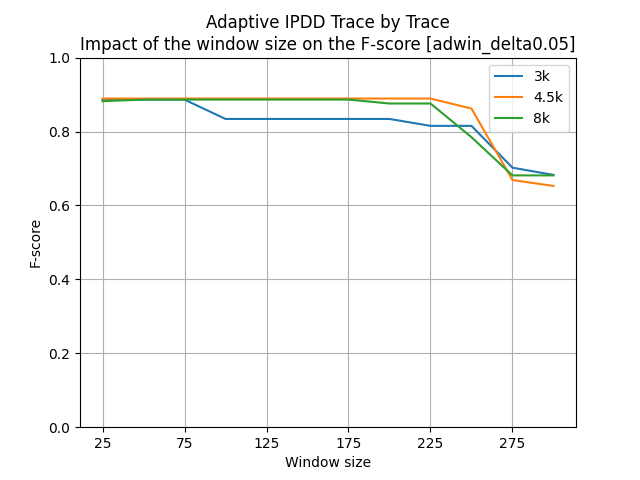 Adaptive IPDD Trace by Trace
Impact of the window size on the F-score [adwin_delta0.05]
3k
4.5k
8k
1.0
0.8
0.6
0.4
0.2
0.0
F-score
25 75 125 175 225 275
Window size